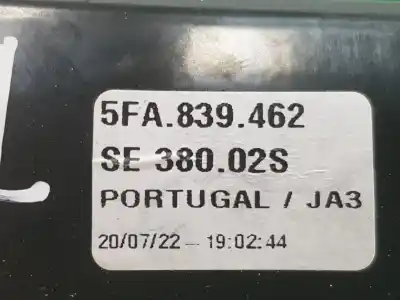 5FA.839.462
SE 380.02S
PORTUGAL / JA3
20/07/22 - 19:02:44